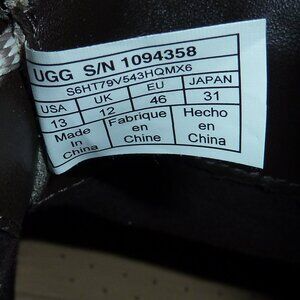 UGG S/N 1094358
S6HT79V543HQMX6
USA UK EU JAPAN
13 12 46 31
Made in China Fabrique en Chine Hecho en China